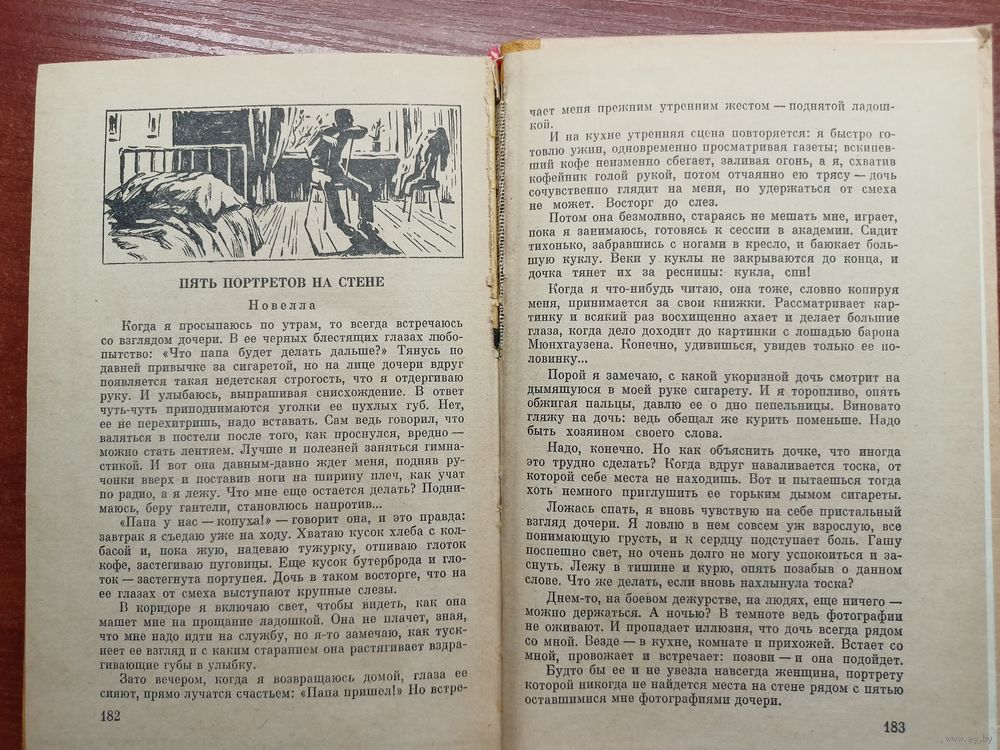 ПЯТЬ ПОРТРЕТОВ НА СТЕНЕ
Новелла
Когда я просыпаюсь по утрам, то всегда встречаюсь
со взглядом дочери. В ее черных блестящих глазах любо-
пытство: «Что папа будет делать дальше?» Тянусь по
давней привычке за сигаретой, но на лице дочери вдруг
появляется такая недетская строгость, что я отдергиваю
руку. И улыбаюсь, выпрашивая снисхождение. В ответ
чуть-чуть приподнимаются уголки ее пухлых губ. Нет,
ее не перехитришь, надо вставать. Сам ведь говорил, что
валяться в постели после того, как проснулся, вредно —
можно стать лентяем. Лучше и полезней заняться гимна-
стикой. И вот она давным-давно ждет меня, подняв ру-
чонки вверх и поставив ноги на ширину плеч, как учат
по радио, а я лежу. Что мне еще остается делать? Подни-
маюсь, беру гантели, становлюсь напротив...
«Папа у нас — копуха!» — говорит она, и это правда:
завтрак я съедаю уже на ходу. Хватаю кусок хлеба с кол-
басой и, пока жую, надеваю тужурку, отпиваю глоток
кофе, застегиваю пуговицы. Еще кусок бутерброда и гло-
ток — застегнута портупея. Дочь в таком восторге, что на
ее глазах от смеха выступают крупные слезы.
В коридоре я включаю свет, чтобы видеть, как она
машет мне на прощание ладошкой. Она не плачет, зная,
что мне надо идти на службу, но я-то замечаю, как туск-
неет ее взгляд и с каким старанием она растягивает вздра-
гивающие губы в улыбку.
Зато вечером, когда я возвращаюсь домой, глаза ее
сияют, прямо лучатся счастьем: «Папа пришел!» Но встре-
182
чает меня прежним утренним жестом — поднятой ладош-
кой.
И на кухне утренняя сцена повторяется: я быстро го-
товлю ужин, одновременно просматривая газеты; вскипев-
ший кофе неизменно сбегает, заливая огонь, а я, схватив
кофейник голой рукой, потом отчаянно ею трясу — дочь
сочувственно глядит на меня, но удержаться от смеха
не может. Восторг до слез.
Потом она безмолвно, стараясь не мешать мне, играет,
пока я занимаюсь, готовясь к сессии в академии. Сидит
тихонько, забравшись с ногами в кресло, и баюкает боль-
шую куклу. Веки у куклы не закрываются до конца, и
дочка тянет их за ресницы: кукла, спи!
Когда я что-нибудь читаю, она тоже, словно копируя
меня, принимается за свои книжки. Рассматривает кар-
тинку и всякий раз восхищенно ахает и делает большие
глаза, когда дело доходит до картинки с лошадью барона
Мюнхгаузена. Конечно, удивишься, увидев только ее по-
ловинку...
Порой я замечаю, с какой укоризной дочь смотрит на
дымящуюся в моей руке сигарету. И я торопливо, опять
обжигая пальцы, давлю ее о дно пепельницы. Виновато
гляжу на дочь: ведь обещал же курить поменьше. Надо
быть хозяином своего слова.
Надо, конечно. Но как объяснить дочке, что иногда
это трудно сделать? Когда вдруг наваливается тоска, от
которой себе места не находишь. Вот и пытаешься тогда
хоть немного приглушить ее горьким дымом сигареты.
Ложась спать, я вновь чувствую на себе пристальный
взгляд дочери. Я ловлю в нем совсем уж взрослую, все
понимающую грусть, и к сердцу подступает боль. Гашу
поспешно свет, но очень долго не могу успокоиться и за-
снуть. Лежу в тишине и курю, опять позабыв о данном
слове. Что же делать, если вновь нахлынула тоска?
Днем-то, на боевом дежурстве, на людях, еще ничего —
можно держаться. А ночью? В темноте ведь фотографии
не оживают. И пропадает иллюзия, что дочь всегда рядом
со мной. Везде — в кухне, комнате и прихожей. Встает со
мной, провожает и встречает: позови — и она подойдет.
Будто бы ее и не увезла навсегда женщина, портрету
которой никогда не найдется места на стене рядом с пятью
оставшимися мне фотографиями дочери.
183
www.ay.by